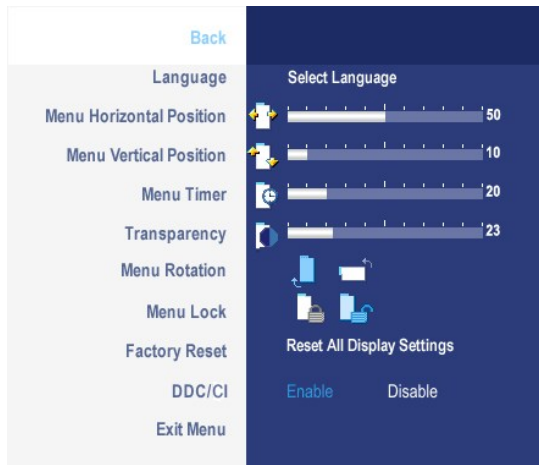 Back
Language Select Language
Menu Horizontal Position 50
Menu Vertical Position 10
Menu Timer 20
Transparency 23
Menu Rotation
Menu Lock
Factory Reset Reset All Display Settings
DDC/CI Enable Disable
Exit Menu